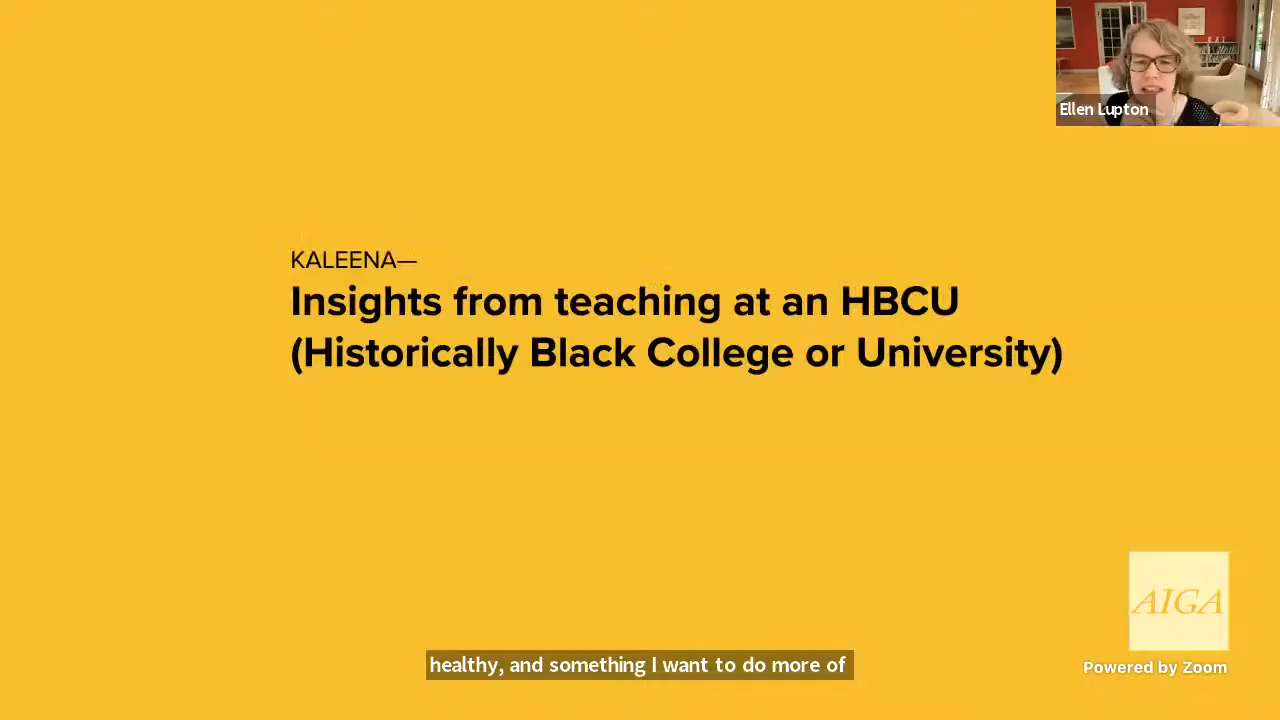 Ellen Lupton
KALEENA—
Insights from teaching at an HBCU
(Historically Black College or University)
AIGA
healthy, and something I want to do more of
Powered by Zoom